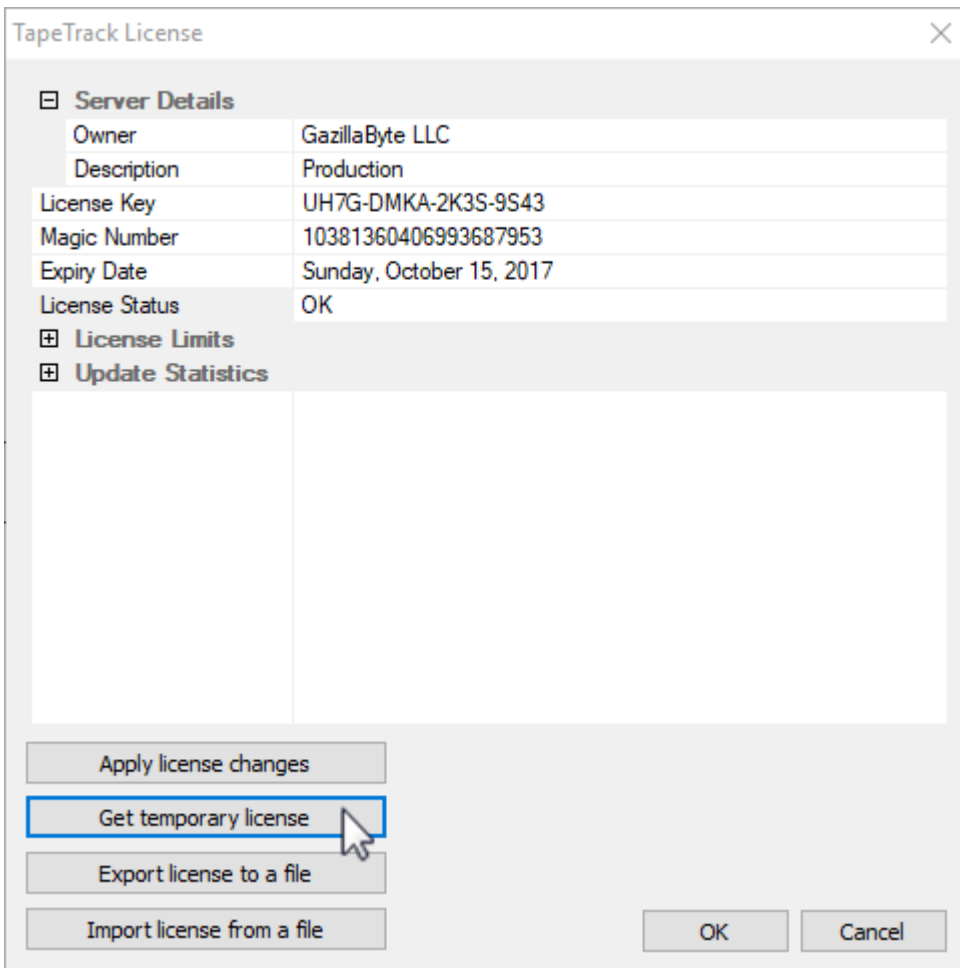 TapeTrack License
Server Details
Owner GazillaByte LLC
Description Production
License Key UH7G-DMKA-2K3S-9S43
Magic Number 10381360406993687953
Expiry Date Sunday, October 15, 2017
License Status OK
License Limits
Update Statistics
Apply license changes
Get temporary license
Export license to a file
Import license from a file
OK Cancel